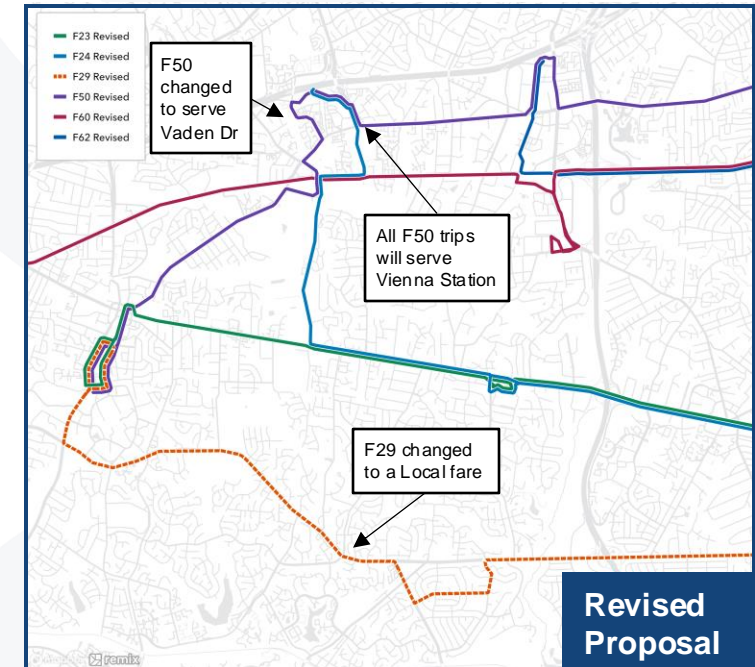 F23 Revised
F24 Revised
F29 Revised
F50 Revised
F60 Revised
F62 Revised
F50
changed
to serve
Vaden Dr
All F50 trips
will serve
Vienna Station
F29 changed
to a Local fare
Revised
Proposal
remix